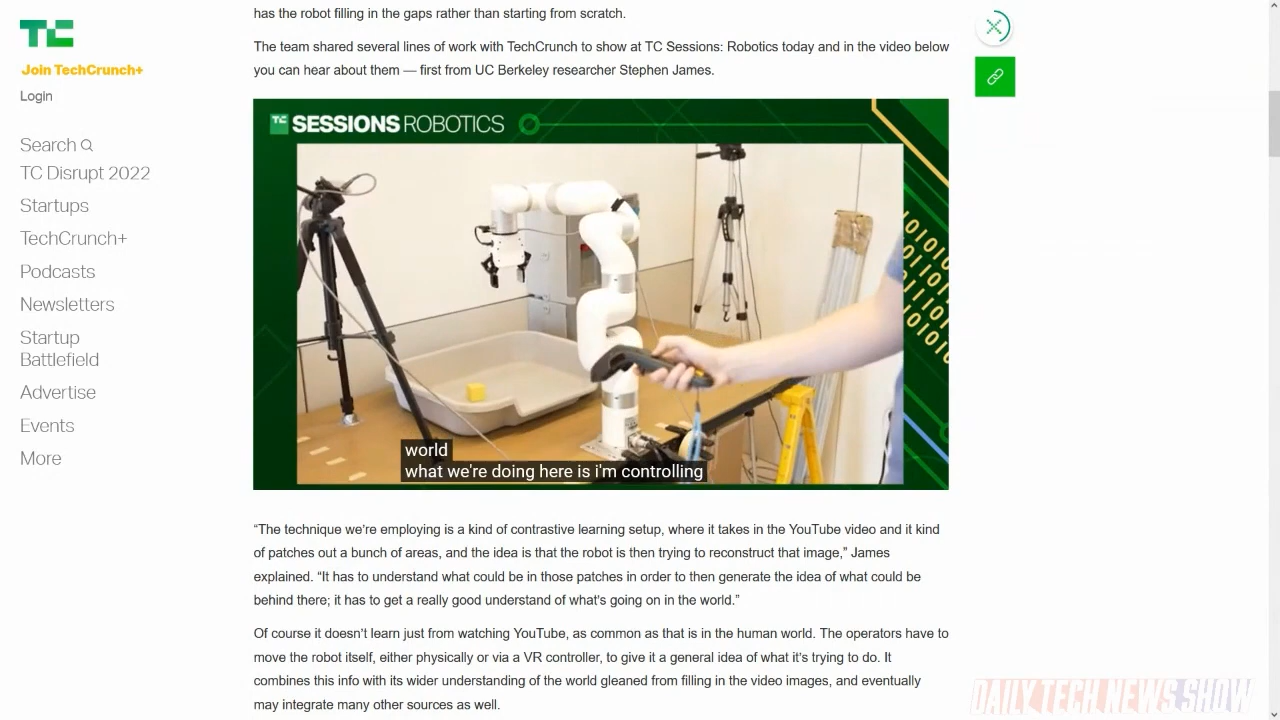 has the robot filling in the gaps rather than starting from scratch.
The team shared several lines of work with TechCrunch to show at TC Sessions: Robotics today and in the video below
you can hear about them — first from UC Berkeley researcher Stephen James.
TC
Join TechCrunch+
Login
Search
TC Disrupt 2022
Startups
TechCrunch+
Podcasts
Newsletters
Startup
Battlefield
Advertise
Events
More
TC SESSIONS ROBOTICS
world
what we're doing here is i'm controlling
“The technique we’re employing is a kind of contrastive learning setup, where it takes in the YouTube video and it kind
of patches out a bunch of areas, and the idea is that the robot is then trying to reconstruct that image,” James
explained. “It has to understand what could be in those patches in order to then generate the idea of what could be
behind there; it has to get a really good understand of what’s going on in the world.”
Of course it doesn’t learn just from watching YouTube, as common as that is in the human world. The operators have to
move the robot itself, either physically or via a VR controller, to give it a general idea of what it’s trying to do. It
combines this info with its wider understanding of the world gleaned from filling in the video images, and eventually
may integrate many other sources as well.
DAILY TECH NEWS SHOW